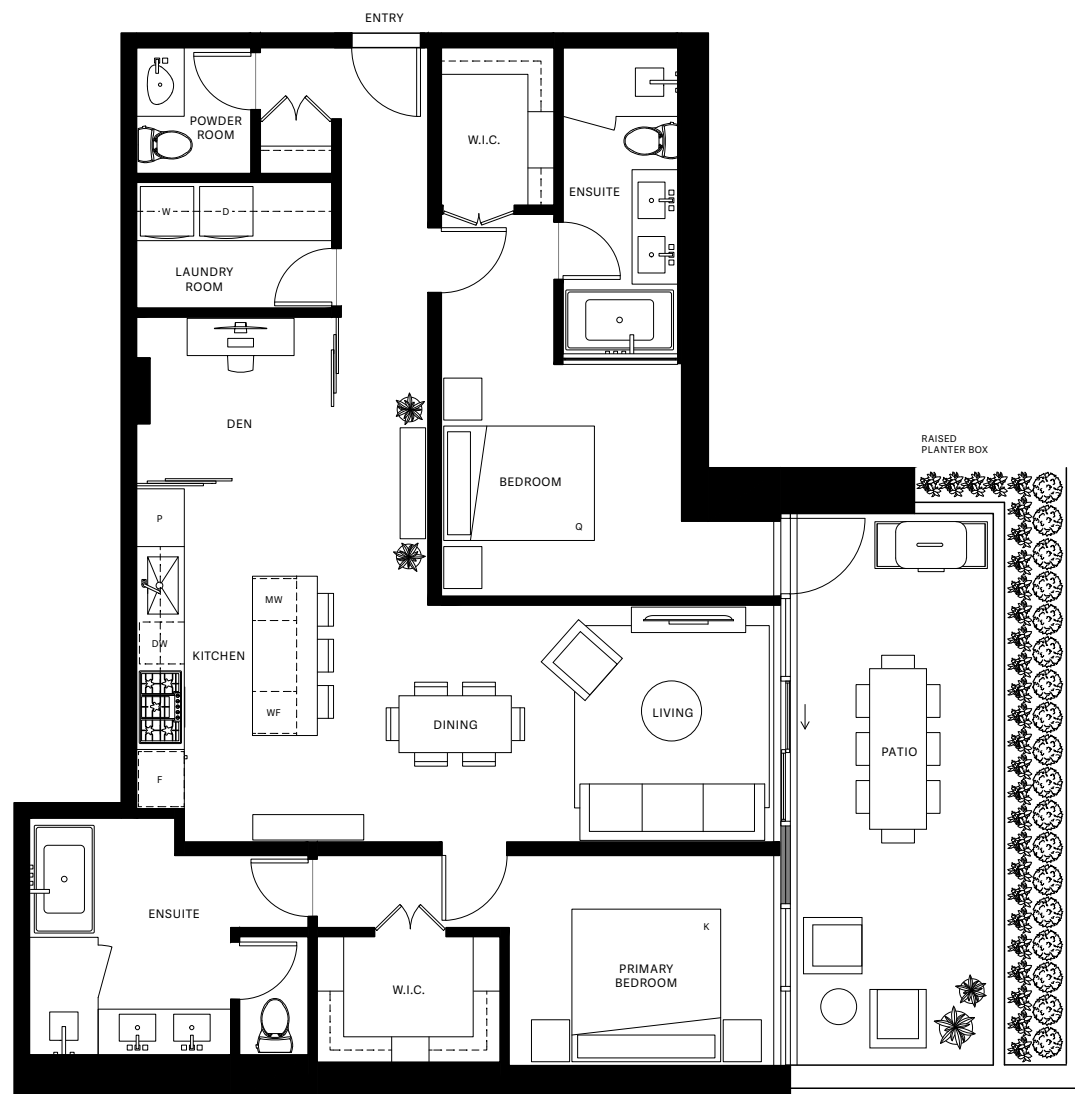 ENTRY
POWDER
ROOM
W.I.C.
ENSUITE
W
D
LAUNDRY
ROOM
DEN
RAISED
PLANTER BOX
BEDROOM
Q
P
MW
DW
KITCHEN
WF
DINING
LIVING
PATIO
F
ENSUITE
K
PRIMARY
BEDROOM
W.I.C.